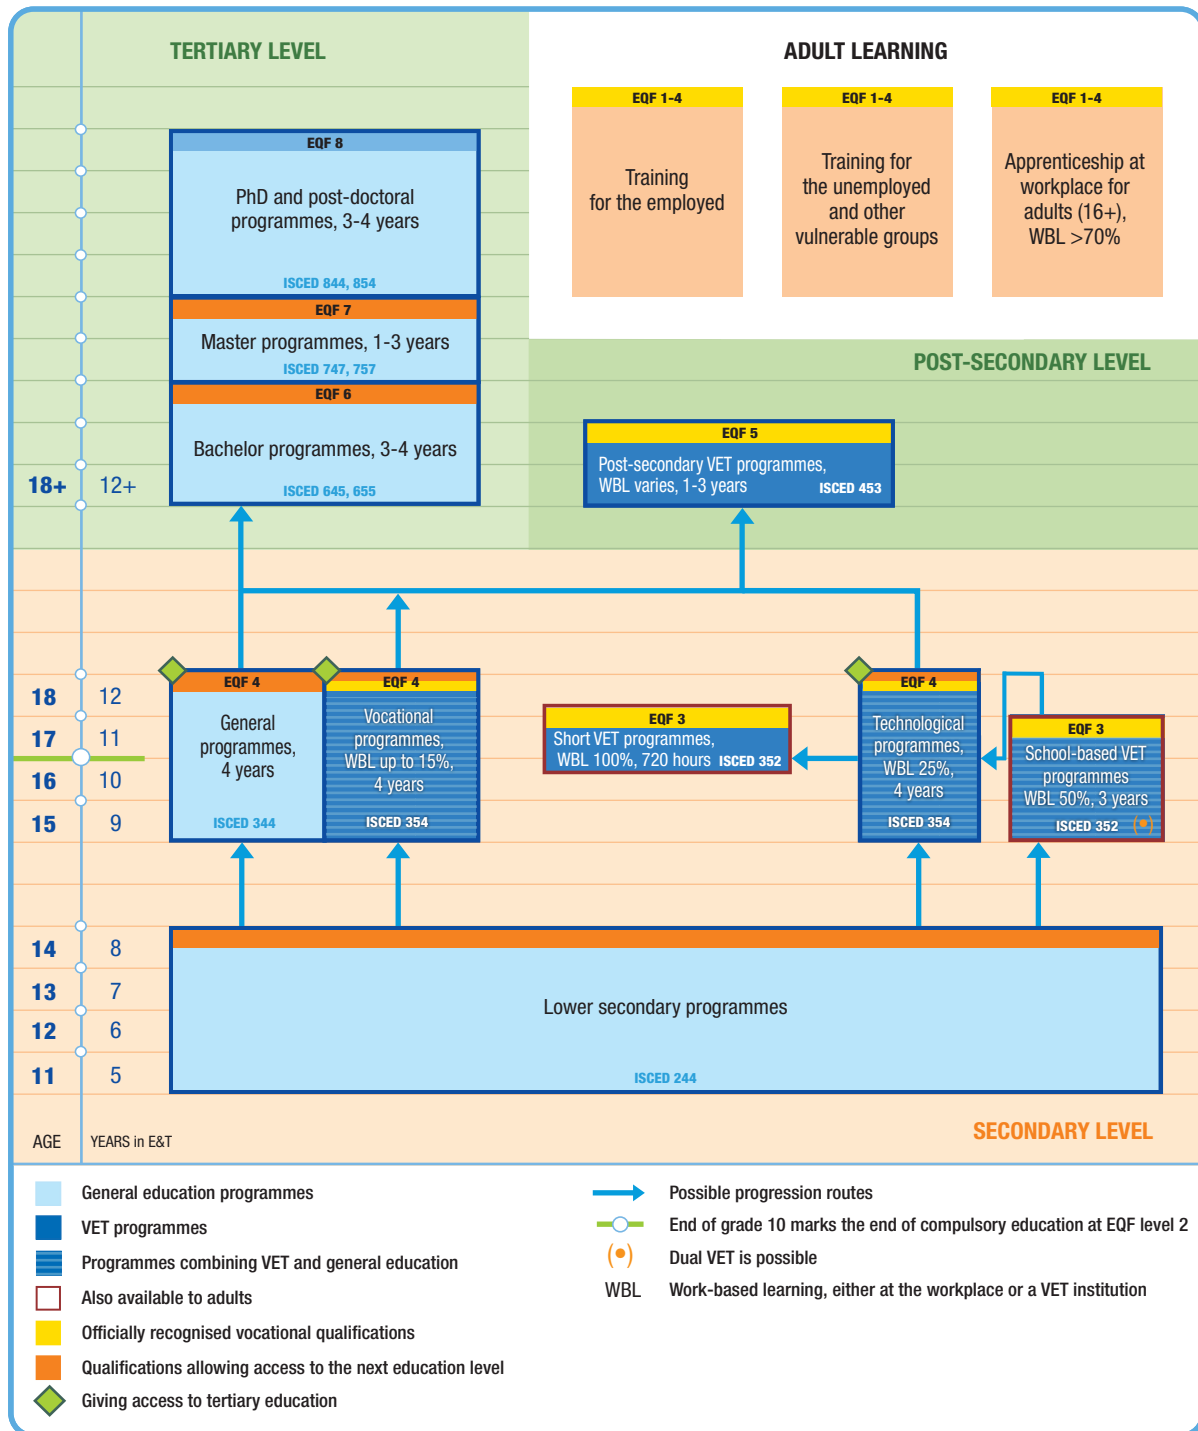 TERTIARY LEVEL
ADULT LEARNING
EQF 1-4
Training
for the employed
EQF 1-4
Training for
the unemployed
and other
vulnerable groups
EQF 1-4
Apprenticeship at
workplace for
adults (16+),
WBL >70%
EQF 8
PhD and post-doctoral
programmes, 3-4 years
ISCED 844, 854
EQF 7
Master programmes, 1-3 years
ISCED 747, 757
EQF 6
Bachelor programmes, 3-4 years
ISCED 645, 655
POST-SECONDARY LEVEL
EQF 5
Post-secondary VET programmes,
WBL varies, 1-3 years ISCED 453
18+ 12+
EQF 4
General
programmes,
4 years
ISCED 344
EQF 4
Vocational
programmes,
WBL up to 15%,
4 years
ISCED 354
EQF 3
Short VET programmes,
WBL 100%, 720 hours ISCED 352
EQF 4
Technological
programmes,
WBL 25%,
4 years
ISCED 354
EQF 3
School-based VET
programmes
WBL 50%, 3 years
ISCED 352
18 12
17 11
16 10
15 9
14 8
13 7
12 6
11 5
Lower secondary programmes
ISCED 244
SECONDARY LEVEL
AGE YEARS in E&T
General education programmes
VET programmes
Programmes combining VET and general education
Also available to adults
Officially recognised vocational qualifications
Qualifications allowing access to the next education level
Giving access to tertiary education
Possible progression routes
End of grade 10 marks the end of compulsory education at EQF level 2
Dual VET is possible
WBL Work-based learning, either at the workplace or a VET institution